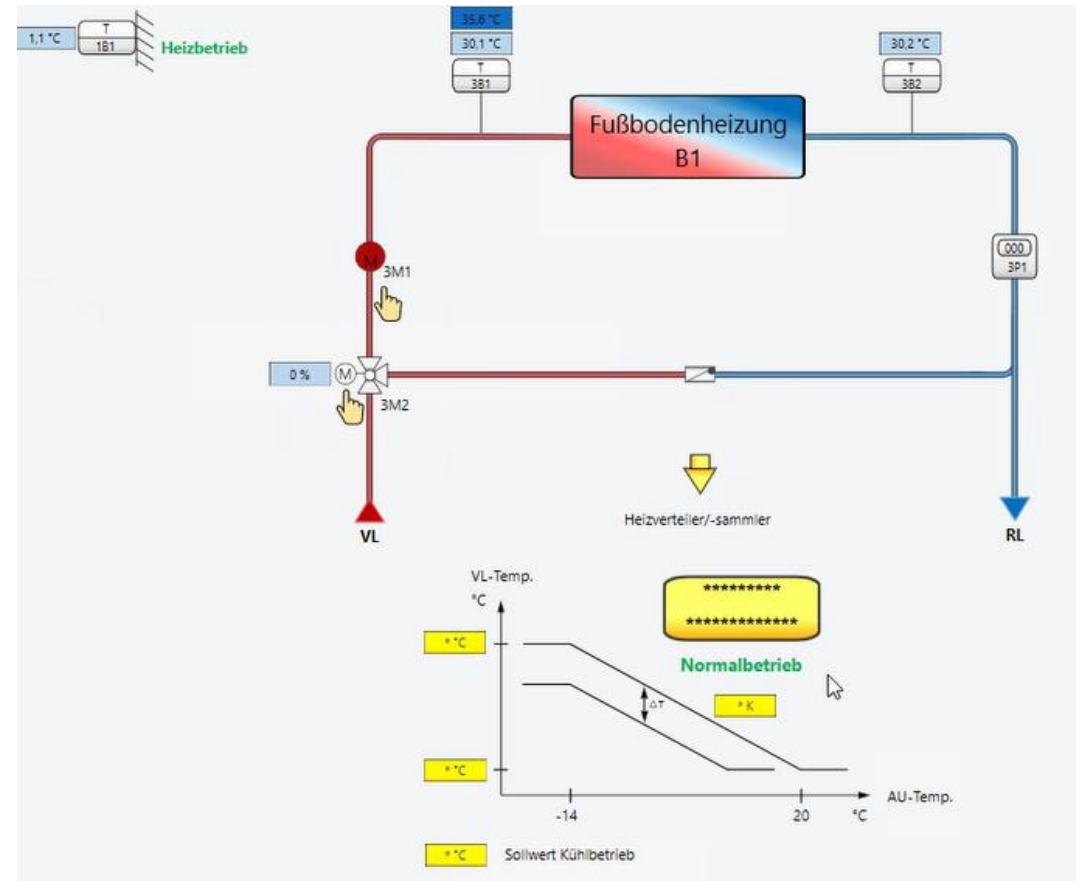 35,6 °C
1,1 °C
T
1B1
Heizbetrieb
30,1 °C
T
3B1
30,2 °C
T
3B2
Fußbodenheizung
B1
M
3M1
000
3P1
0 %
M
3M2
VL
Heizverteiler/-sammler
RL
VL-Temp.
°C
*********
*************
* °C
Normalbetrieb
ΔT
* K
* °C
AU-Temp.
-14
20
°C
* °C
Sollwert Kühlbetrieb